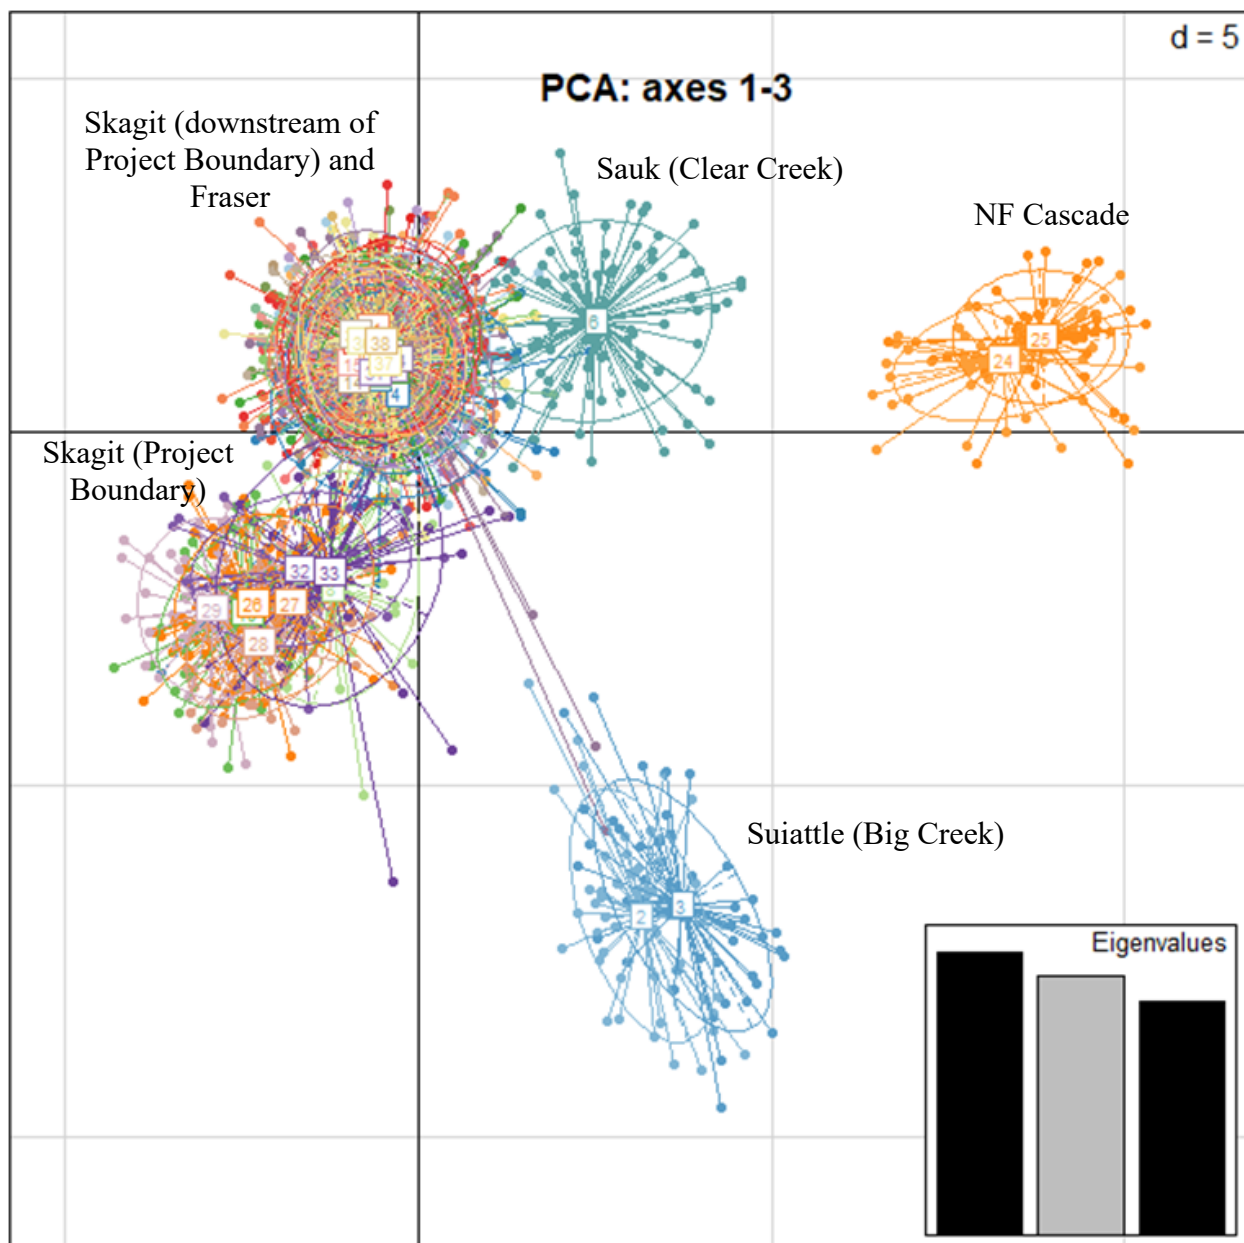 d = 5
PCA: axes 1-3
Skagit (downstream of
Project Boundary) and
Fraser
Sauk (Clear Creek)
NF Cascade
6
25
24
38
37
14
4
Skagit (Project
Boundary)
32
33
29
26
27
28
Suiattle (Big Creek)
2
3
Eigenvalues